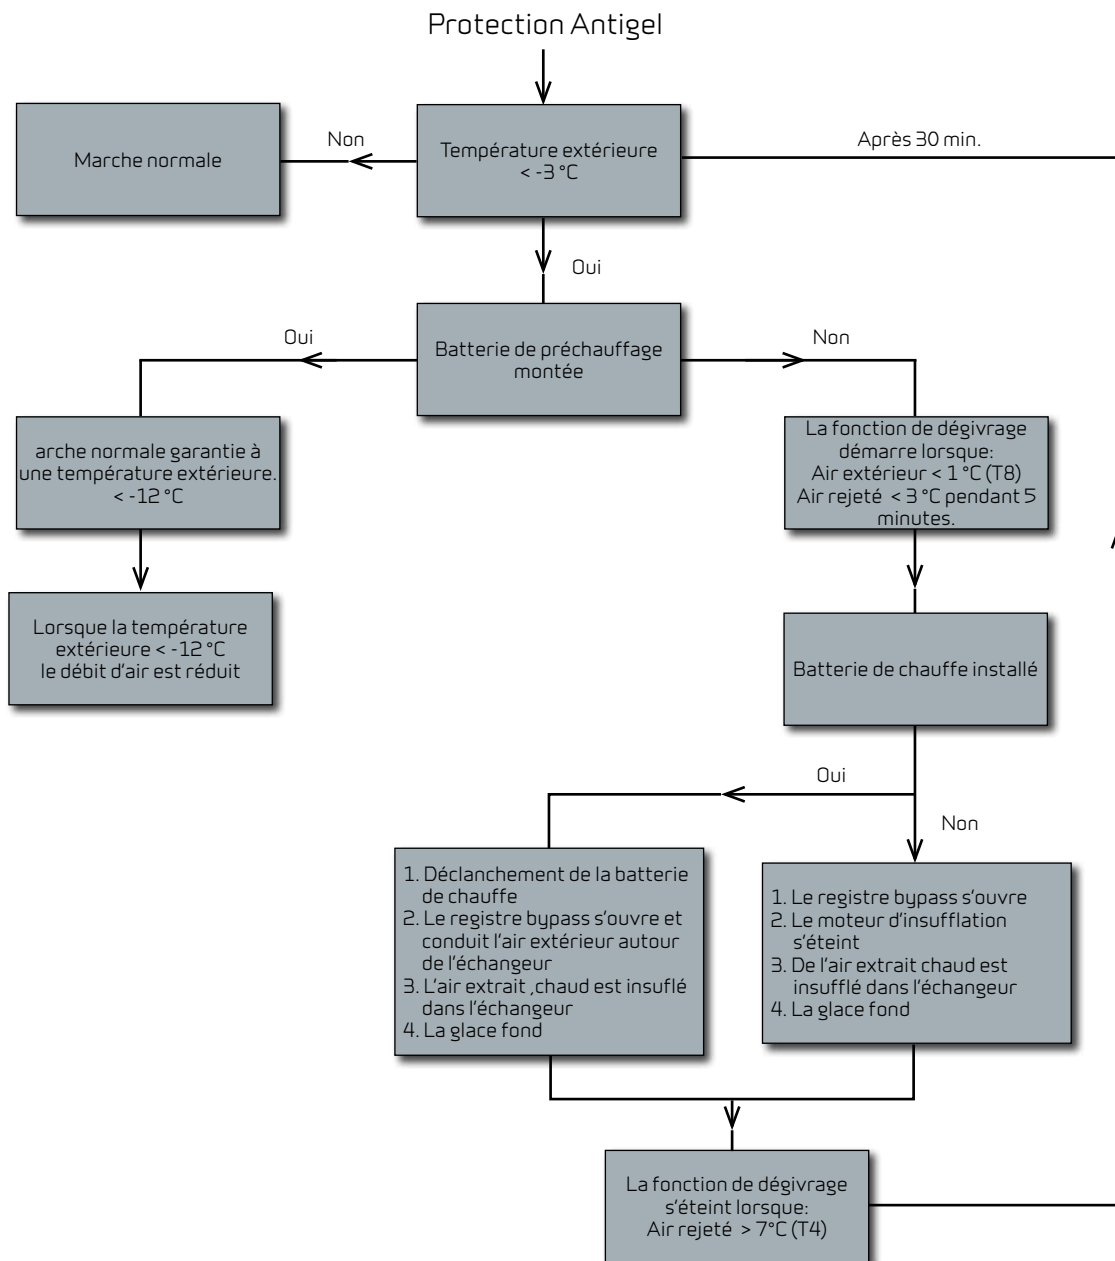 Protection Antigel
Non
Après 30 min.
Marche normale
Température extérieure
< -3 °C
Oui
Oui
Non
Batterie de préchauffage
montée
arche normale garantie à
une température extérieure.
< -12 °C
La fonction de dégivrage
démarre lorsque:
Air extérieur < 1 °C (T8)
Air rejeté < 3 °C pendant 5
minutes.
Lorsque la température
extérieure < -12 °C
le débit d'air est réduit
Batterie de chauffe installé
Oui
Non
1. Déclanchement de la batterie
de chauffe
2. Le registre bypass s'ouvre et
conduit l'air extérieur autour
de l'échangeur
3. L'air extrait ,chaud est insuflé
dans l'échangeur
4. La glace fond
1. Le registre bypass s'ouvre
2. Le moteur d'insufflation
s'éteint
3. De l'air extrait chaud est
insufflé dans l'échangeur
4. La glace fond
La fonction de dégivrage
s'éteint lorsque:
Air rejeté > 7°C (T4)